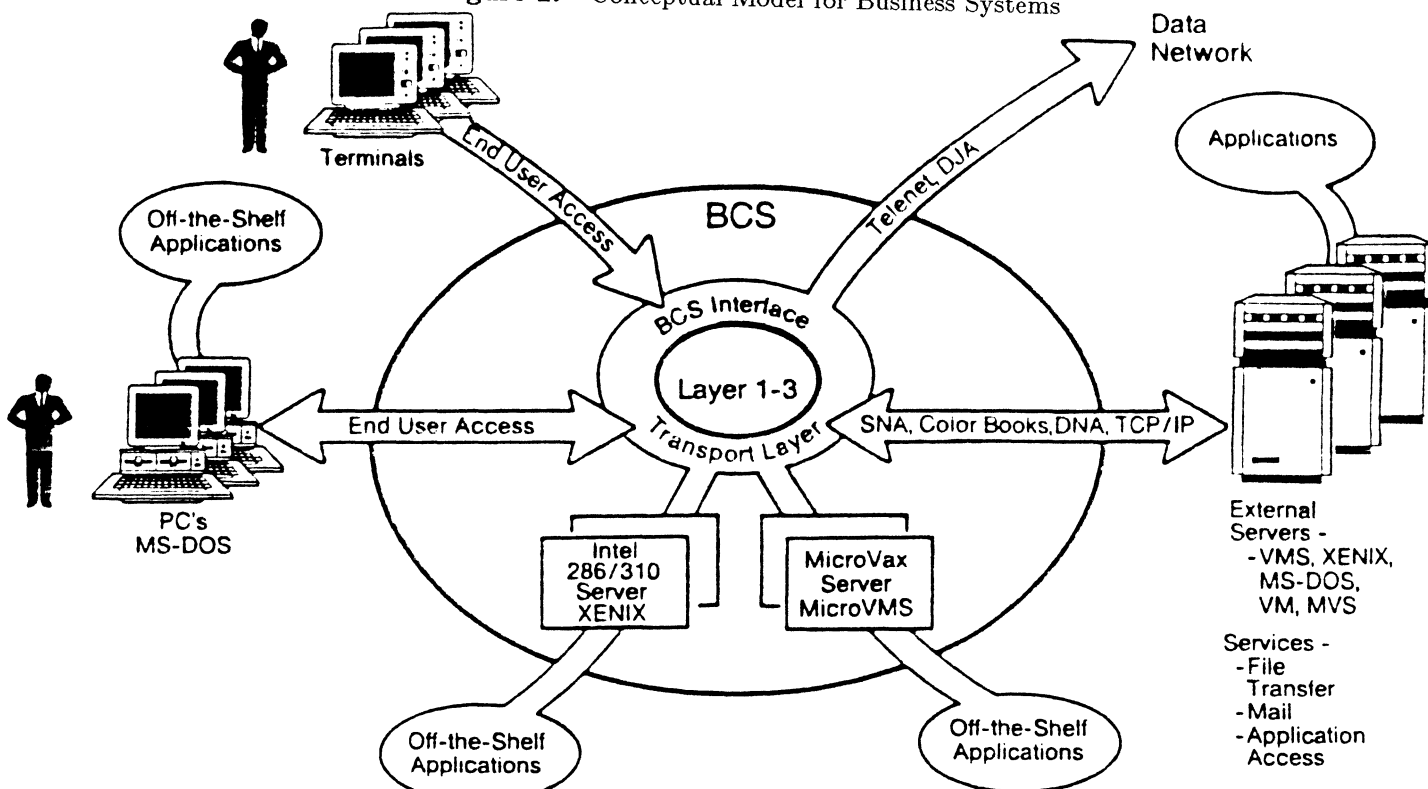 Conceptual Model for Business Systems
Data
Network
Terminals
End User Access
Telenet, DJA
Applications
Off-the-Shelf
Applications
BCS
BCS Interface
Layer 1-3
Transport Layer
End User Access
SNA, Color Books, DNA, TCP/IP
PC's
MS-DOS
Intel
286/310
Server
XENIX
MicroVax
Server
MicroVMS
External
Servers -
-VMS, XENIX,
MS-DOS,
VM, MVS
Services -
-File
Transfer
-Mail
-Application
Access
Off-the-Shelf
Applications
Off-the-Shelf
Applications